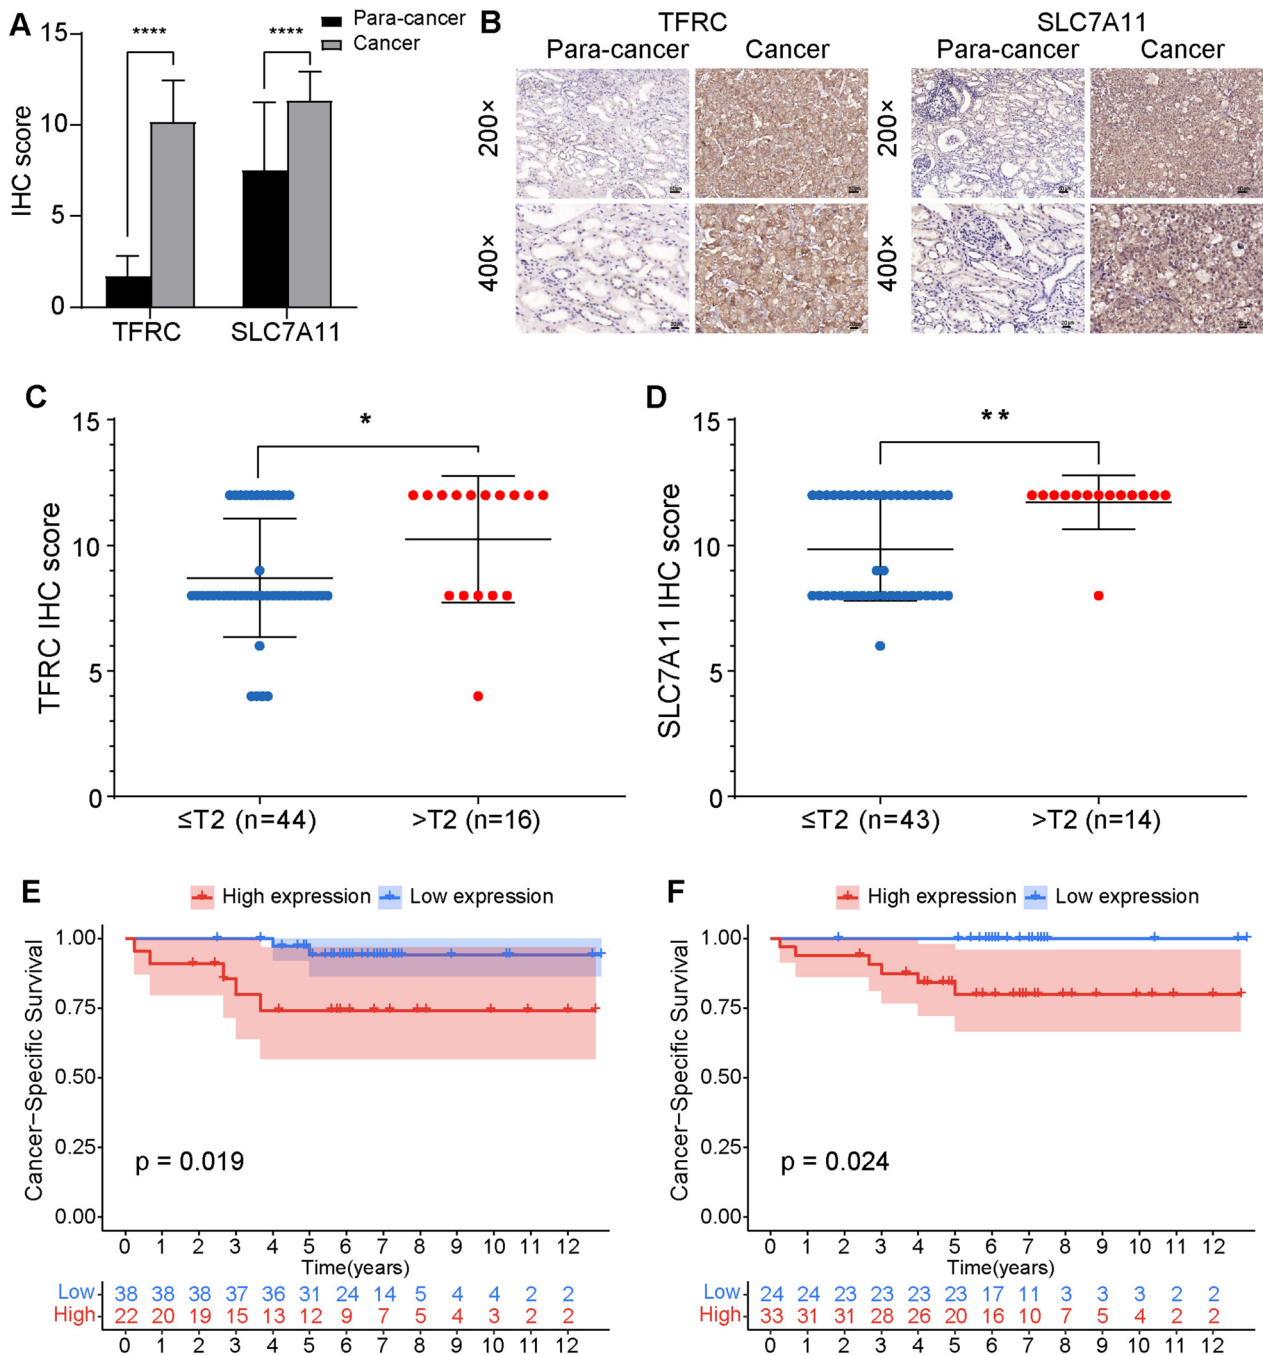 A
15
10
5
0
IHC score
****
****
Para-cancer
Cancer
TFRC
SLC7A11
B
TFRC
SLC7A11
Para-cancer
Cancer
Para-cancer
Cancer
200×
400×
200×
400×
C
15
10
5
0
TFRC IHC score
*
≤T2 (n=44)
>T2 (n=16)
D
15
10
5
0
SLC7A11 IHC score
**
≤T2 (n=43)
>T2 (n=14)
E
High expression
Low expression
1.00
0.75
0.50
0.25
0.00
Cancer−Specific Survival
p = 0.019
0 1 2 3 4 5 6 7 8 9 10 11 12
Time(years)
Low 38 38 38 37 36 31 24 14 5 4 4 2 2
High 22 20 19 15 13 12 9 7 5 4 3 2 2
0 1 2 3 4 5 6 7 8 9 10 11 12
F
High expression
Low expression
1.00
0.75
0.50
0.25
0.00
Cancer−Specific Survival
p = 0.024
0 1 2 3 4 5 6 7 8 9 10 11 12
Time(years)
Low 24 24 23 23 23 23 17 11 3 3 3 2 2
High 33 31 31 28 26 20 16 10 7 5 4 2 2
0 1 2 3 4 5 6 7 8 9 10 11 12